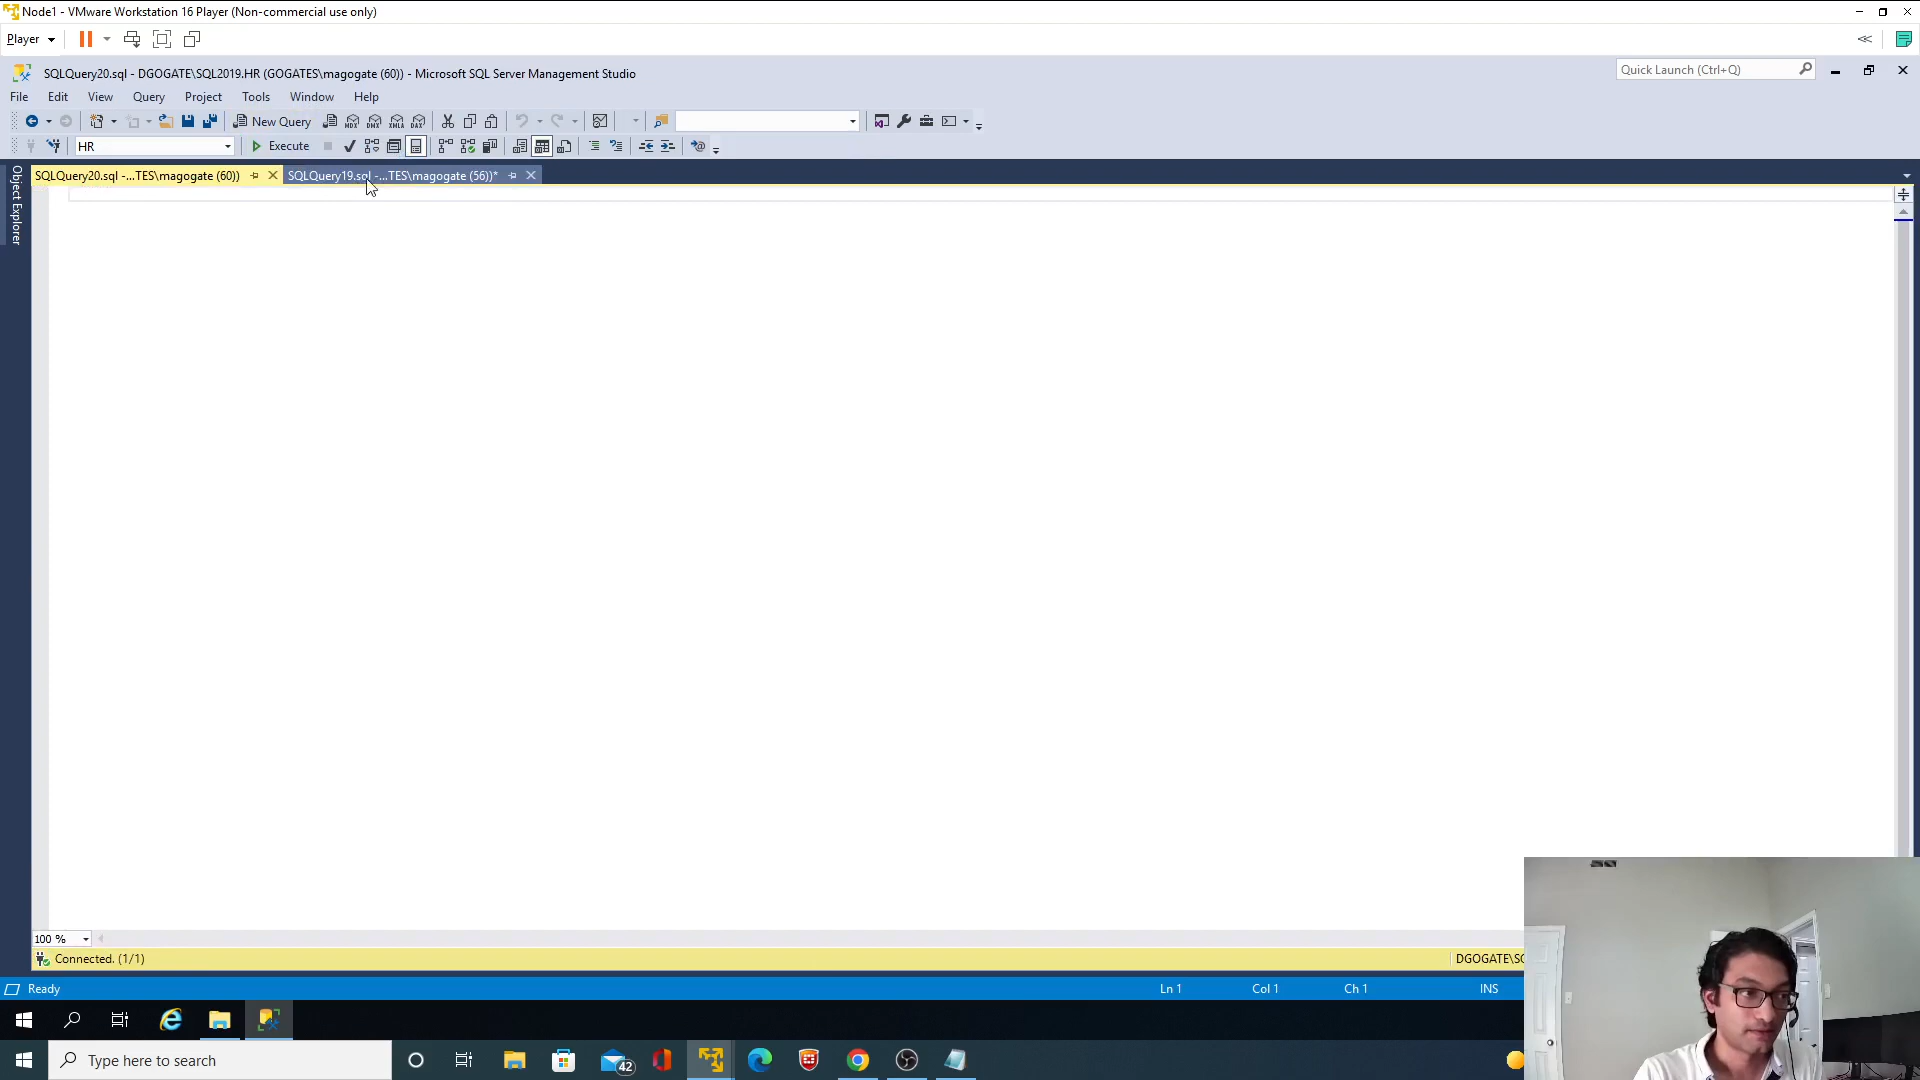 Node1 - VMware Workstation 16 Player (Non-commercial use only)
Player
SQLQuery20.sql - DGOGATE\SQL2019.HR (GOGATES\magogate (60)) - Microsoft SQL Server Management Studio
Quick Launch (Ctrl+Q)
File Edit View Query Project Tools Window Help
New Query
HR
Execute
Object Explorer
SQLQuery20.sql -...TES\magogate (60))
SQLQuery19.sql -...TES\magogate (56))*
100 %
Connected. (1/1)
DGOGATE\SQ
Ready
Ln 1
Col 1
Ch 1
INS
Type here to search
42